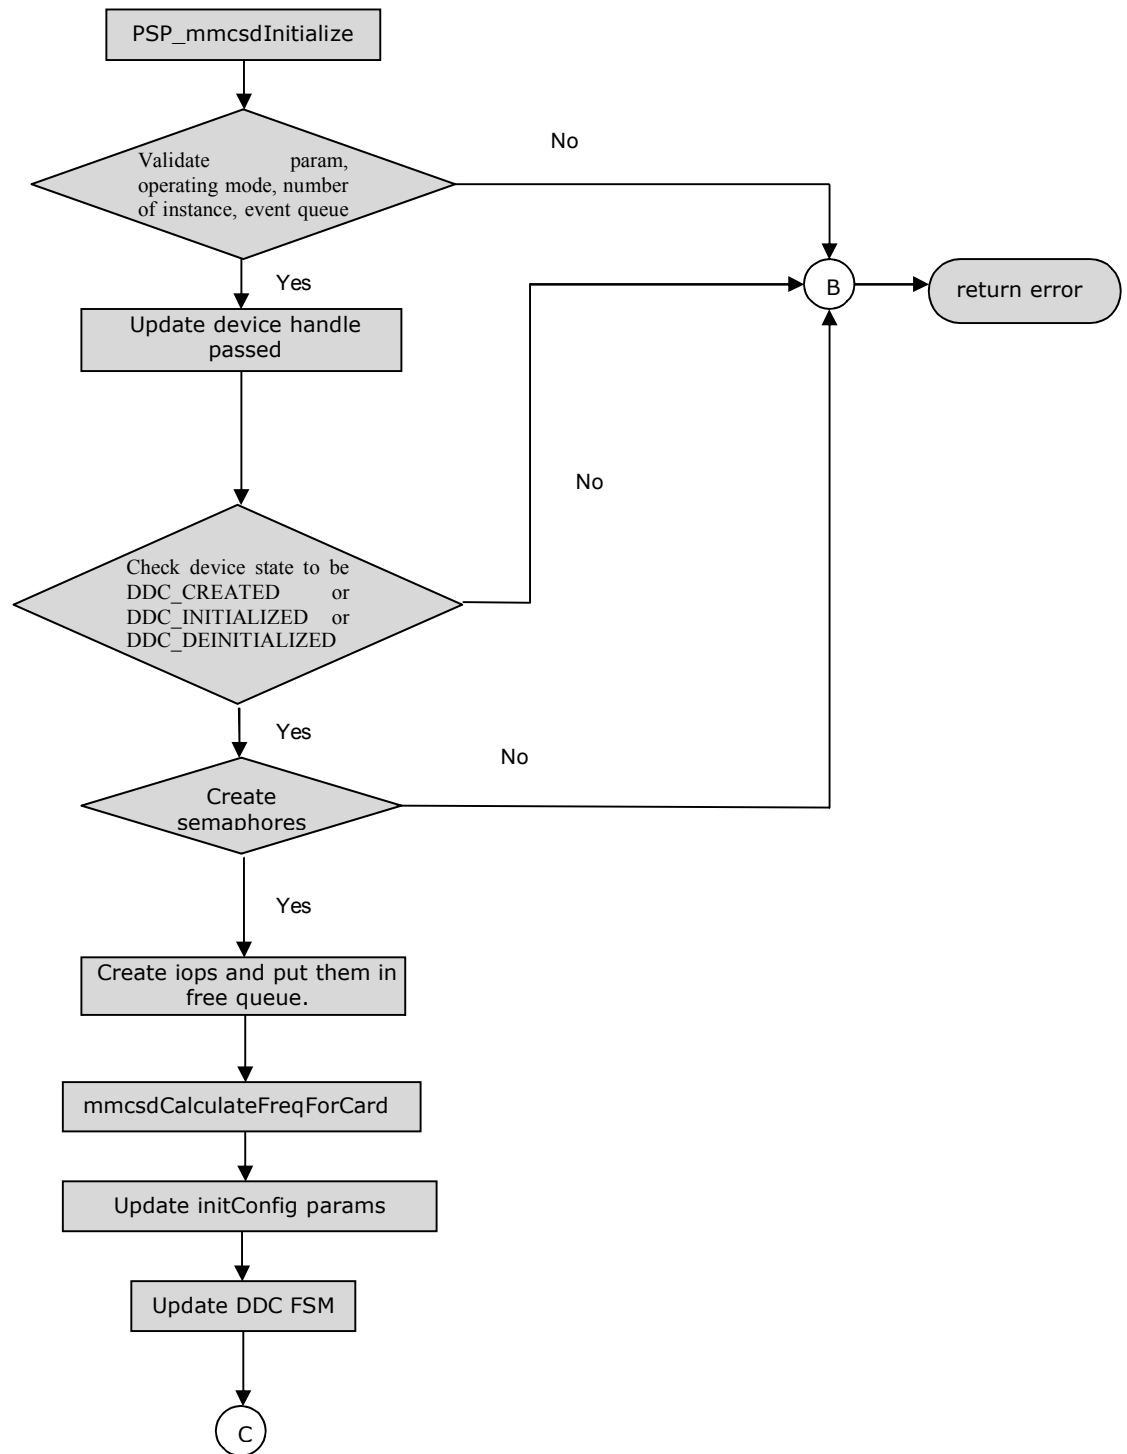 PSP_mmcsdInitialize
No
Validate param,
operating mode, number
of instance, event queue
B
return error
Yes
Update device handle
passed
No
Check device state to be
DDC_CREATED or
DDC_INITIALIZED or
DDC_DEINITIALIZED
Yes
No
Create
semaphores
Yes
Create iops and put them in
free queue.
mmcsdCalculateFreqForCard
Update initConfig params
Update DDC FSM
C